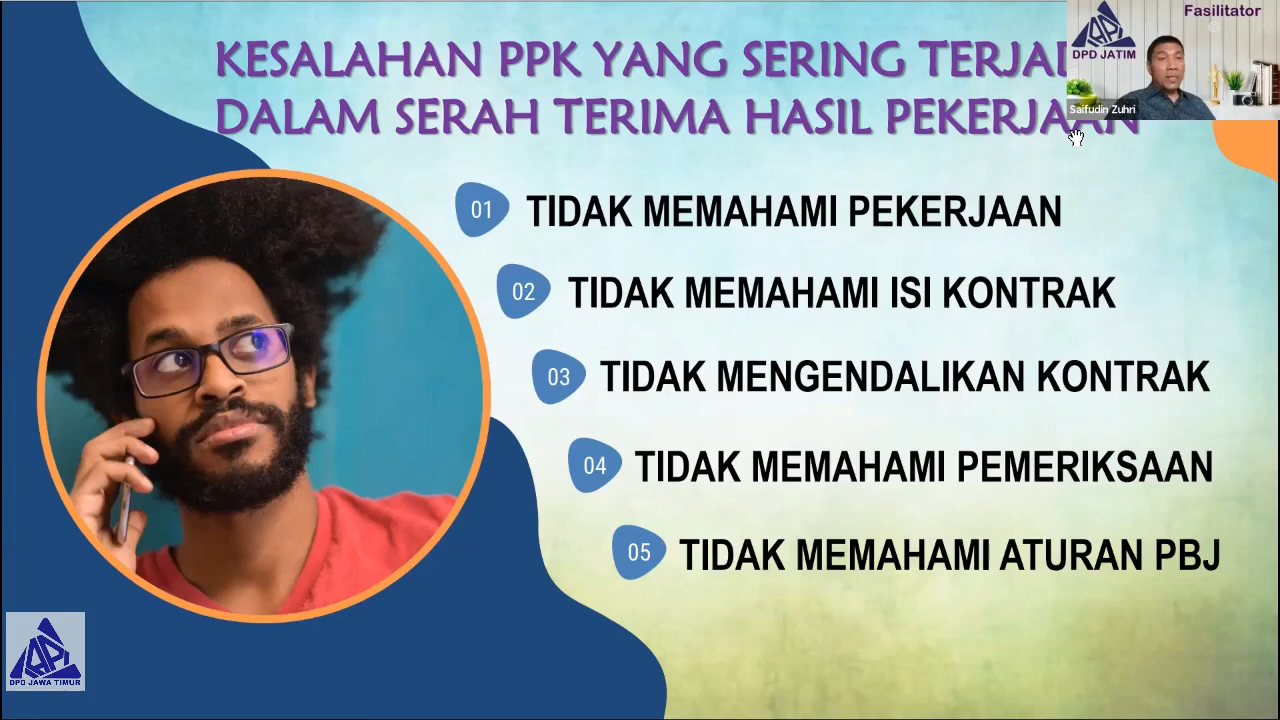 Fasilitator
DPD JATIM
Saifudin Zuhri
KESALAHAN PPK YANG SERING
DALAM SERAH TERIMA HASIL PEKERJAAN
01 TIDAK MEMAHAMI PEKERJAAN
02 TIDAK MEMAHAMI ISI KONTRAK
03 TIDAK MENGENDALIKAN KONTRAK
04 TIDAK MEMAHAMI PEMERIKSAAN
05 TIDAK MEMAHAMI ATURAN PBJ
DPD JAWA TIMUR